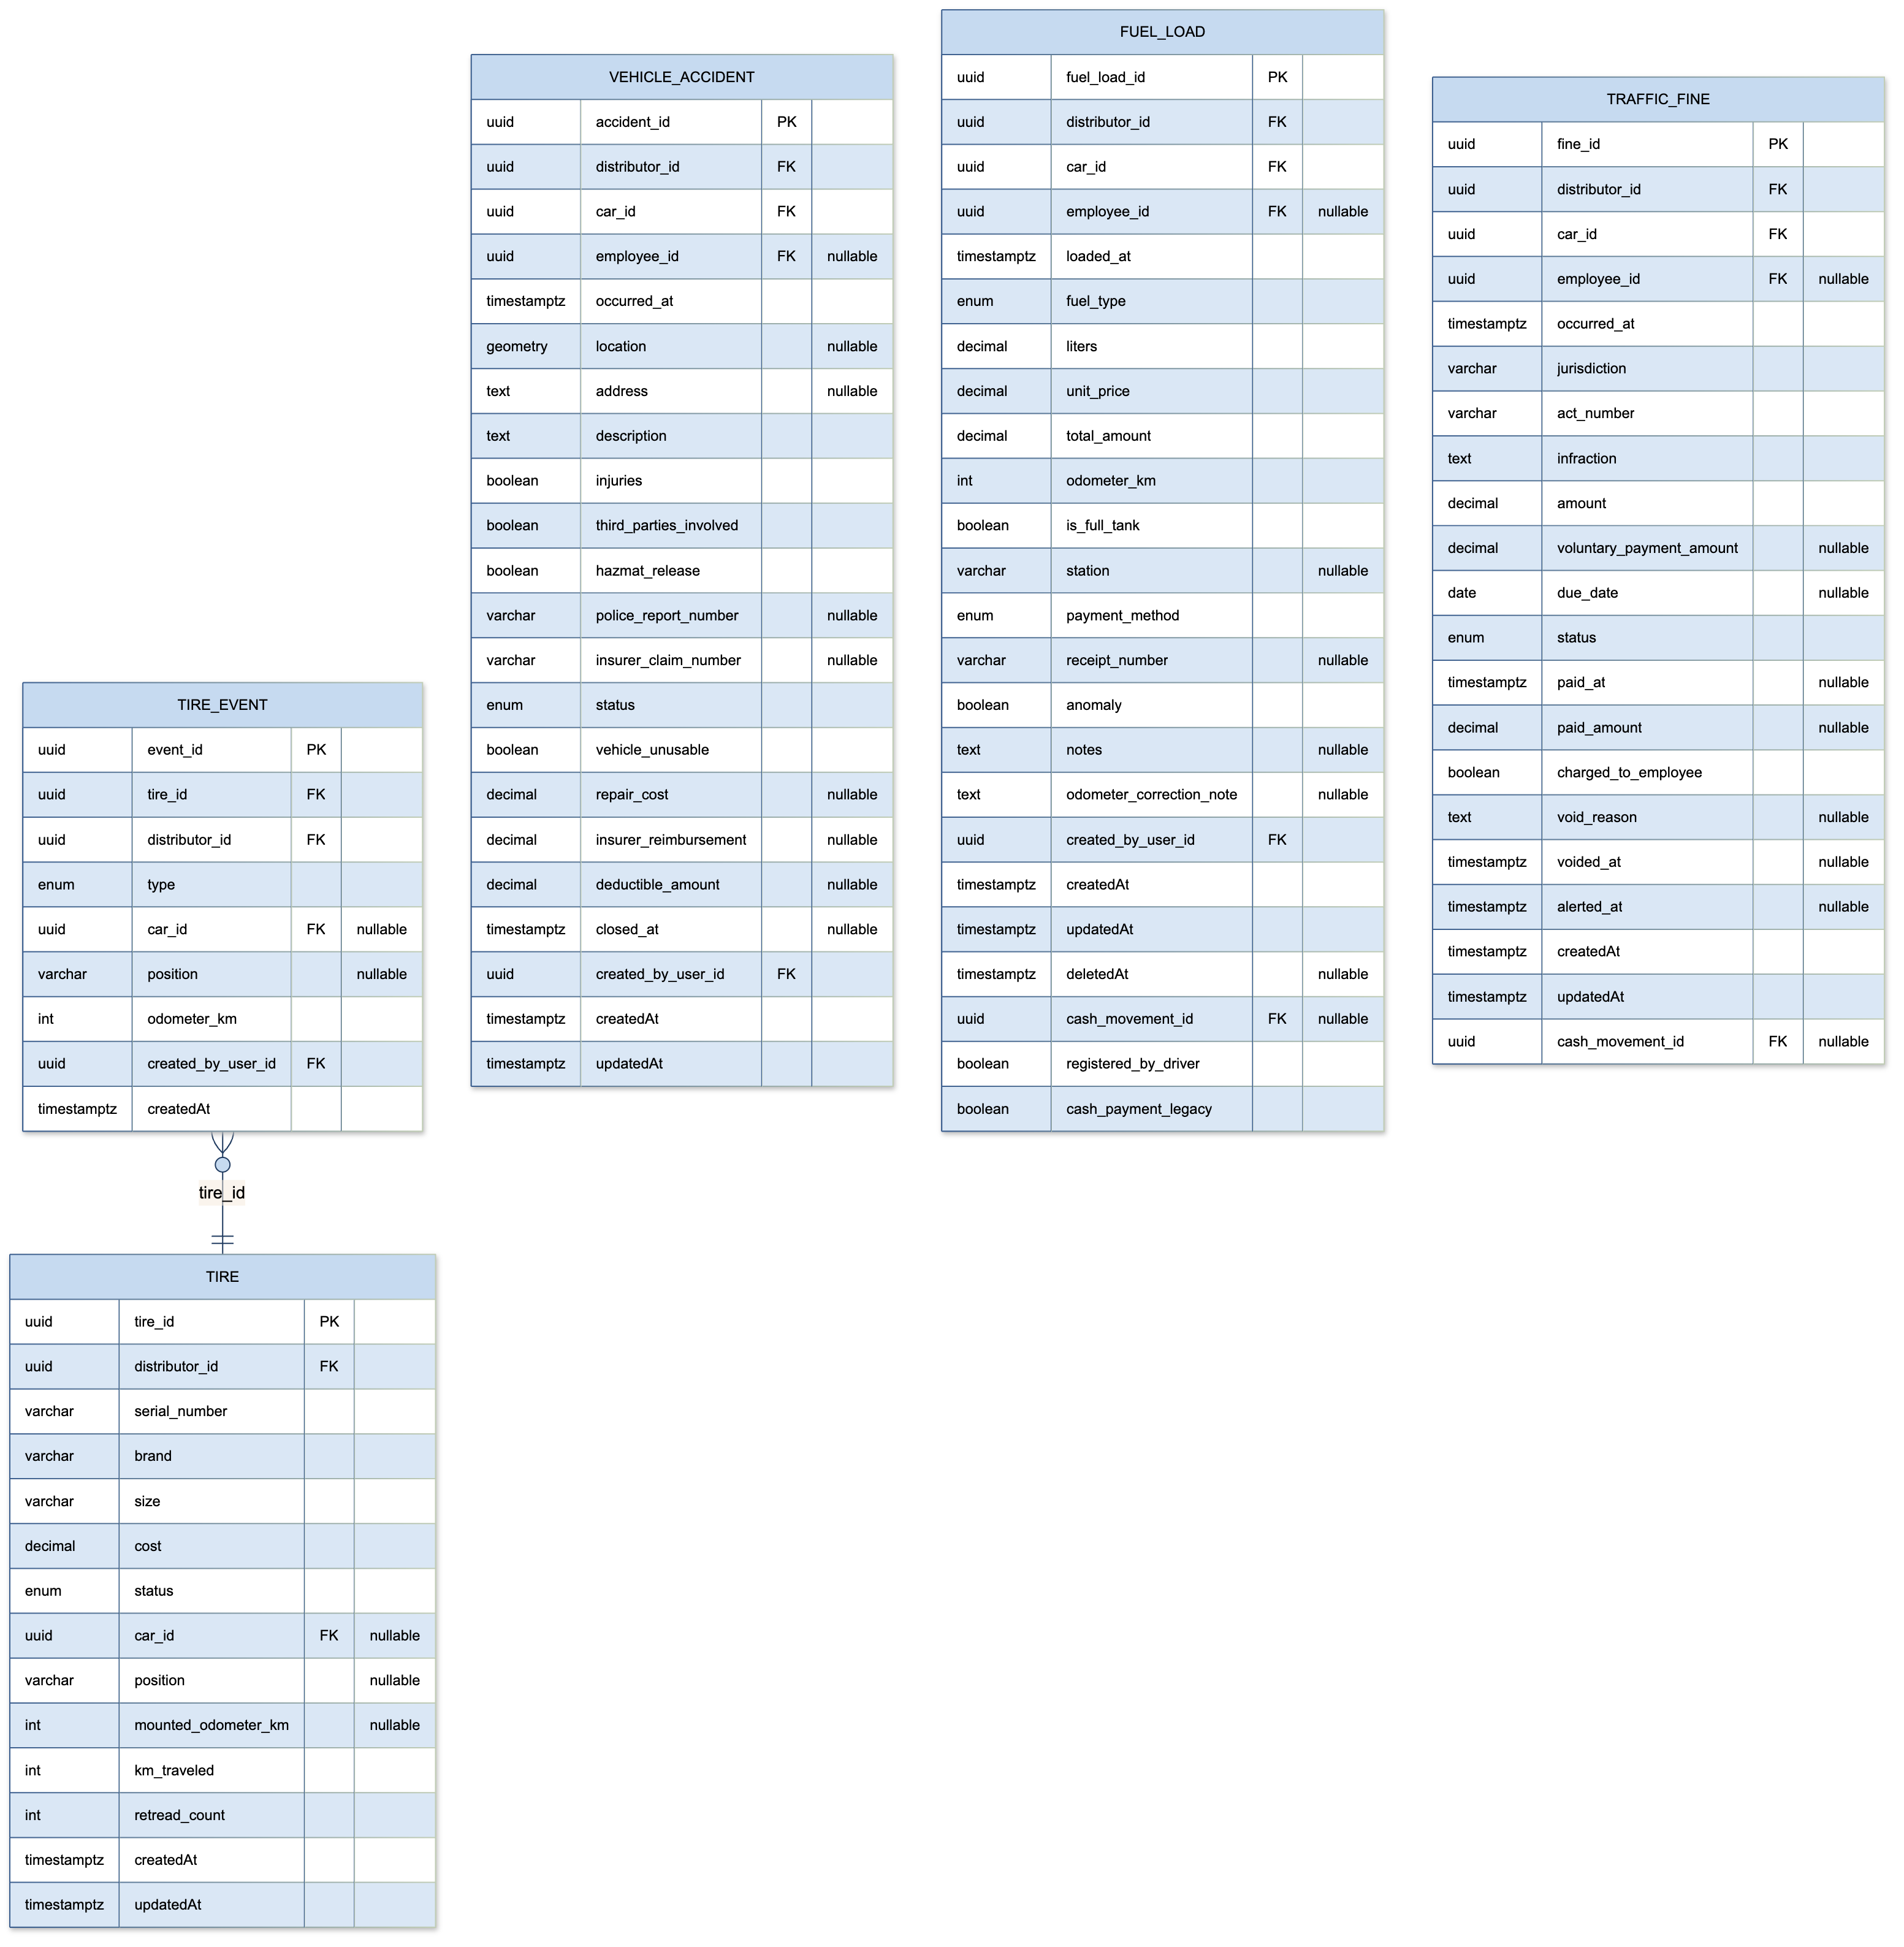 VEHICLE_ACCIDENT
uuid accident_id PK
uuid distributor_id FK
uuid car_id FK
uuid employee_id FK nullable
timestamptz occurred_at
geometry location nullable
text address nullable
text description
boolean injuries
boolean third_parties_involved
boolean hazmat_release
varchar police_report_number nullable
varchar insurer_claim_number nullable
enum status
boolean vehicle_unusable
decimal repair_cost nullable
decimal insurer_reimbursement nullable
decimal deductible_amount nullable
timestamptz closed_at nullable
uuid created_by_user_id FK
timestamptz createdAt
timestamptz updatedAt
FUEL_LOAD
uuid fuel_load_id PK
uuid distributor_id FK
uuid car_id FK
uuid employee_id FK nullable
timestamptz loaded_at
enum fuel_type
decimal liters
decimal unit_price
decimal total_amount
int odometer_km
boolean is_full_tank
varchar station nullable
enum payment_method
varchar receipt_number nullable
boolean anomaly
text notes nullable
text odometer_correction_note nullable
uuid created_by_user_id FK
timestamptz createdAt
timestamptz updatedAt
timestamptz deletedAt nullable
uuid cash_movement_id FK nullable
boolean registered_by_driver
boolean cash_payment_legacy
TRAFFIC_FINE
uuid fine_id PK
uuid distributor_id FK
uuid car_id FK
uuid employee_id FK nullable
timestamptz occurred_at
varchar jurisdiction
varchar act_number
text infraction
decimal amount
decimal voluntary_payment_amount nullable
date due_date nullable
enum status
timestamptz paid_at nullable
decimal paid_amount nullable
boolean charged_to_employee
text void_reason nullable
timestamptz voided_at nullable
timestamptz alerted_at nullable
timestamptz createdAt
timestamptz updatedAt
uuid cash_movement_id FK nullable
TIRE_EVENT
uuid event_id PK
uuid tire_id FK
uuid distributor_id FK
enum type
uuid car_id FK nullable
varchar position nullable
int odometer_km
uuid created_by_user_id FK
timestamptz createdAt
tire_id
TIRE
uuid tire_id PK
uuid distributor_id FK
varchar serial_number
varchar brand
varchar size
decimal cost
enum status
uuid car_id FK nullable
varchar position nullable
int mounted_odometer_km nullable
int km_traveled
int retread_count
timestamptz createdAt
timestamptz updatedAt